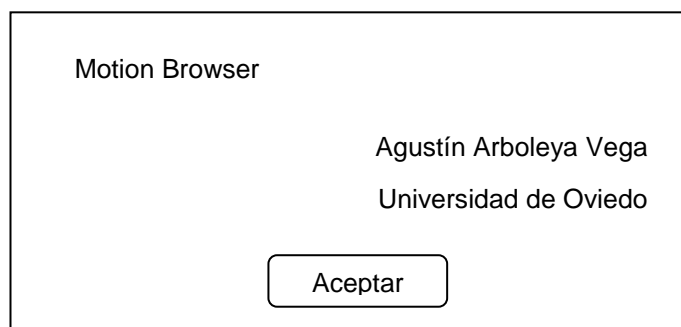 Motion Browser
Agustín Arboleya Vega
Universidad de Oviedo
Aceptar